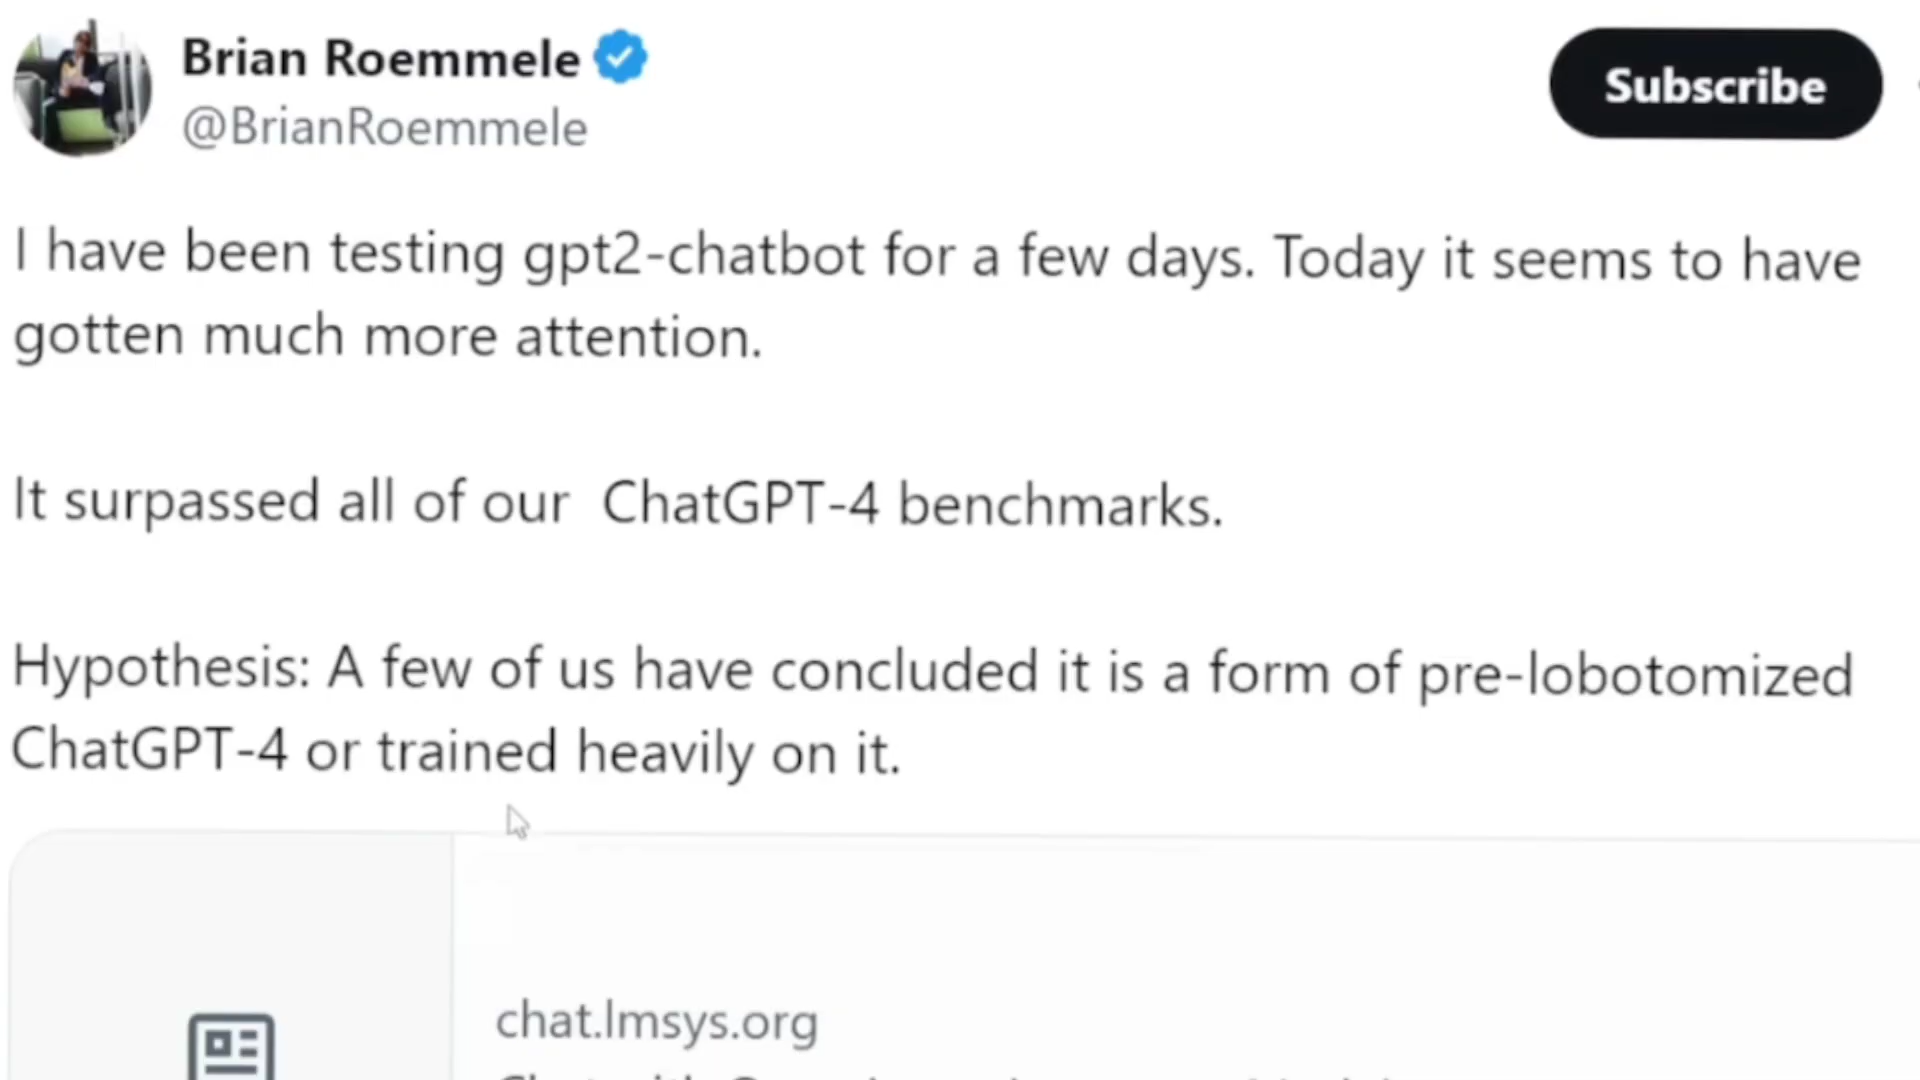 Brian Roemmele
Subscribe
@BrianRoemmele
I have been testing gpt2-chatbot for a few days. Today it seems to have
gotten much more attention.
It surpassed all of our  ChatGPT-4 benchmarks.
Hypothesis: A few of us have concluded it is a form of pre-lobotomized
ChatGPT-4 or trained heavily on it.
chat.lmsys.org